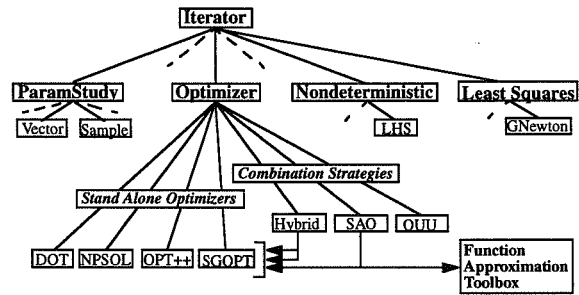 Iterator
ParamStudy
Optimizer
Nondeterministic
Least Squares
Vector
Sample
LHS
GNewton
Combination Strategies
Stand Alone Optimizers
Hybrid
SAO
OUU
DOT
NPSOL
OPT++
SGOPT
Function
Approximation
Toolbox